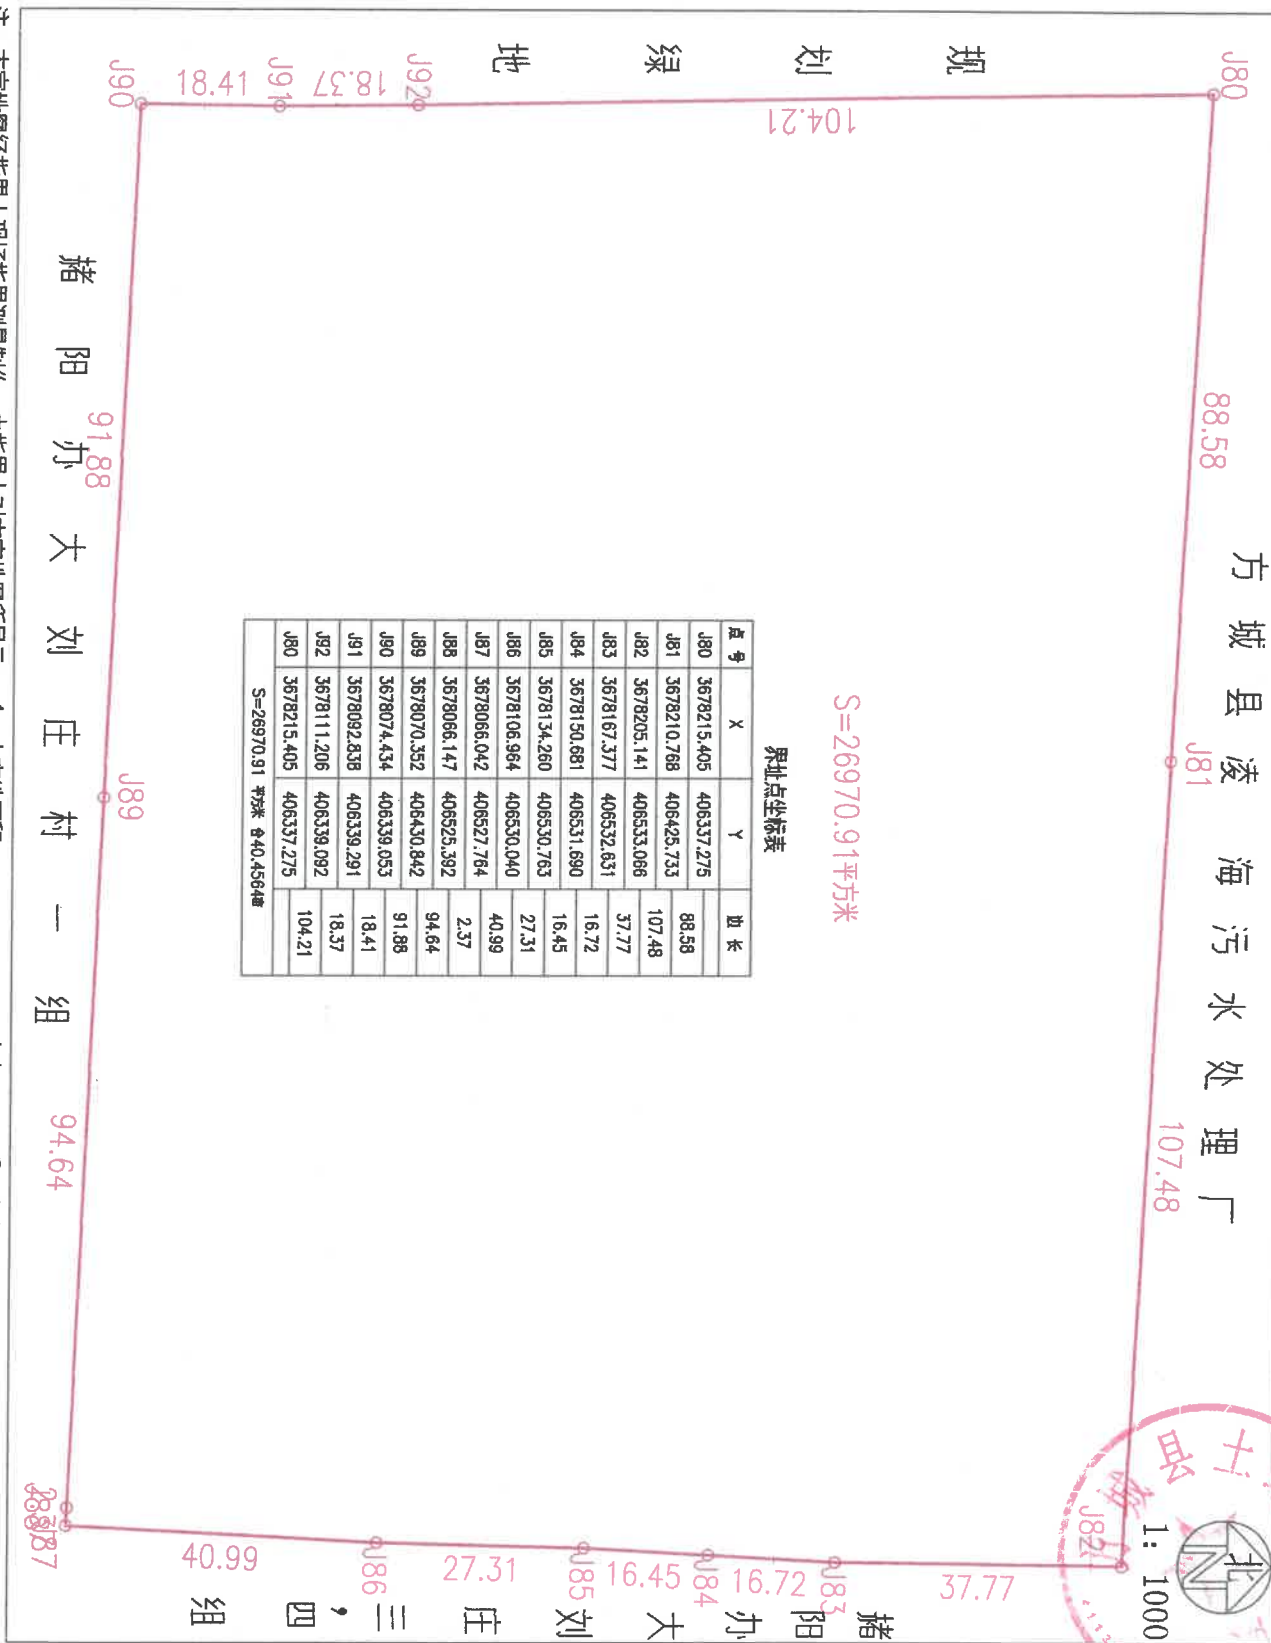 北
N
1: 1000
方城县凌海污水处理厂
规划绿地
赭阳办大刘庄村一组
赭阳办大刘庄三,四组
J80
88.58
J81
107.48
J82
37.77
J83
16.72
J84
16.45
J85
27.31
J86
40.99
J87
94.64
J89
91.88
J90
18.41
J91
18.37
J92
104.21
S=26970.91平方米
界址点坐标表
点号 X Y 边长
J80 3678215.405 406337.275
88.58
J81 3678210.768 406425.733
107.48
J82 3678205.141 406533.066
37.77
J83 3678167.377 406532.631
16.72
J84 3678150.681 406531.690
16.45
J85 3678134.260 406530.763
27.31
J86 3678106.964 406530.040
40.99
J87 3678066.042 406527.764
2.37
J88 3678066.147 406525.392
94.64
J89 3678070.352 406430.842
91.88
J90 3678074.434 406339.053
18.41
J91 3678092.838 406339.291
18.37
J92 3678111.206 406339.092
104.21
J80 3678215.405 406337.275
S=26970.91 平方米 合40.4564亩